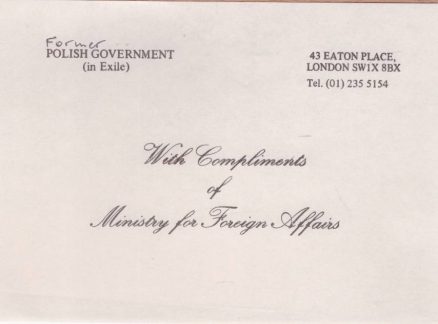 Former
POLISH GOVERNMENT
(in Exile)
43 EATON PLACE,
LONDON SW1X 8BX
Tel. (01) 235 5154
With Compliments
of
Ministry for Foreign Affairs